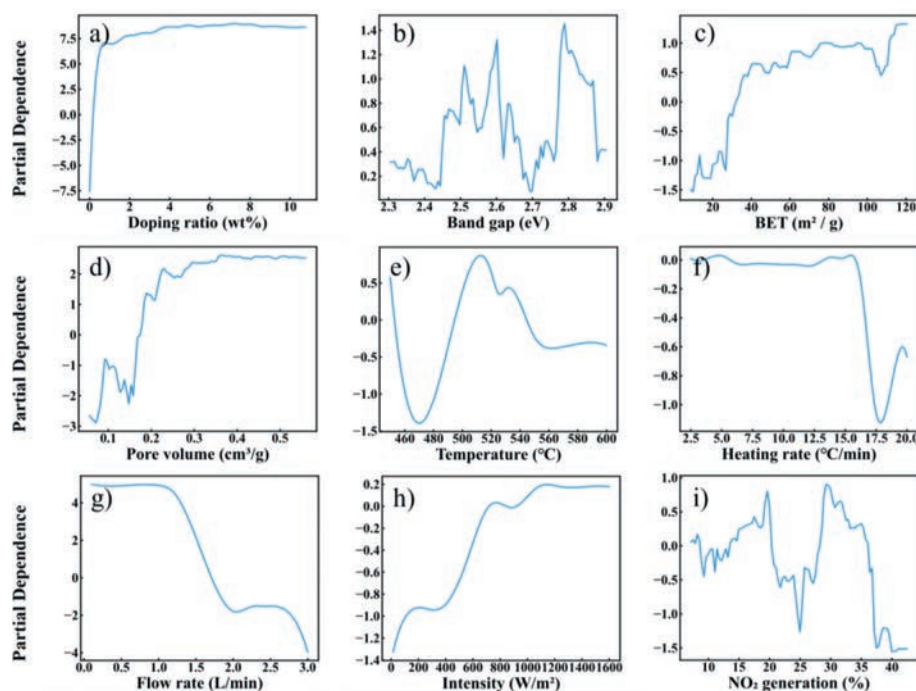 a) b) c)
Partial Dependence
7.5 5.0 2.5 0.0 −2.5 −5.0 −7.5
1.4 1.2 1.0 0.8 0.6 0.4 0.2
1.0 0.5 0.0 −0.5 −1.0 −1.5
0 2 4 6 8 10
2.3 2.4 2.5 2.6 2.7 2.8 2.9
20 40 60 80 100 120
Doping ratio (wt%) Band gap (eV) BET (m² / g)
d) e) f)
Partial Dependence
2 1 0 −1 −2 −3
0.5 0.0 −0.5 −1.0 −1.5
0.0 −0.2 −0.4 −0.6 −0.8 −1.0
0.1 0.2 0.3 0.4 0.5
460 480 500 520 540 560 580 600
2.5 5.0 7.5 10.0 12.5 15.0 17.5 20.0
Pore volume (cm³/g) Temperature (°C) Heating rate (°C/min)
g) h) i)
Partial Dependence
4 2 0 −2 −4
0.2 0.0 −0.2 −0.4 −0.6 −0.8 −1.0 −1.2 −1.4
1.0 0.5 0.0 −0.5 −1.0 −1.5
0.0 0.5 1.0 1.5 2.0 2.5 3.0
0 200 400 600 800 1000 1200 1400 1600
10 15 20 25 30 35 40
Flow rate (L/min) Intensity (W/m²) NO₂ generation (%)